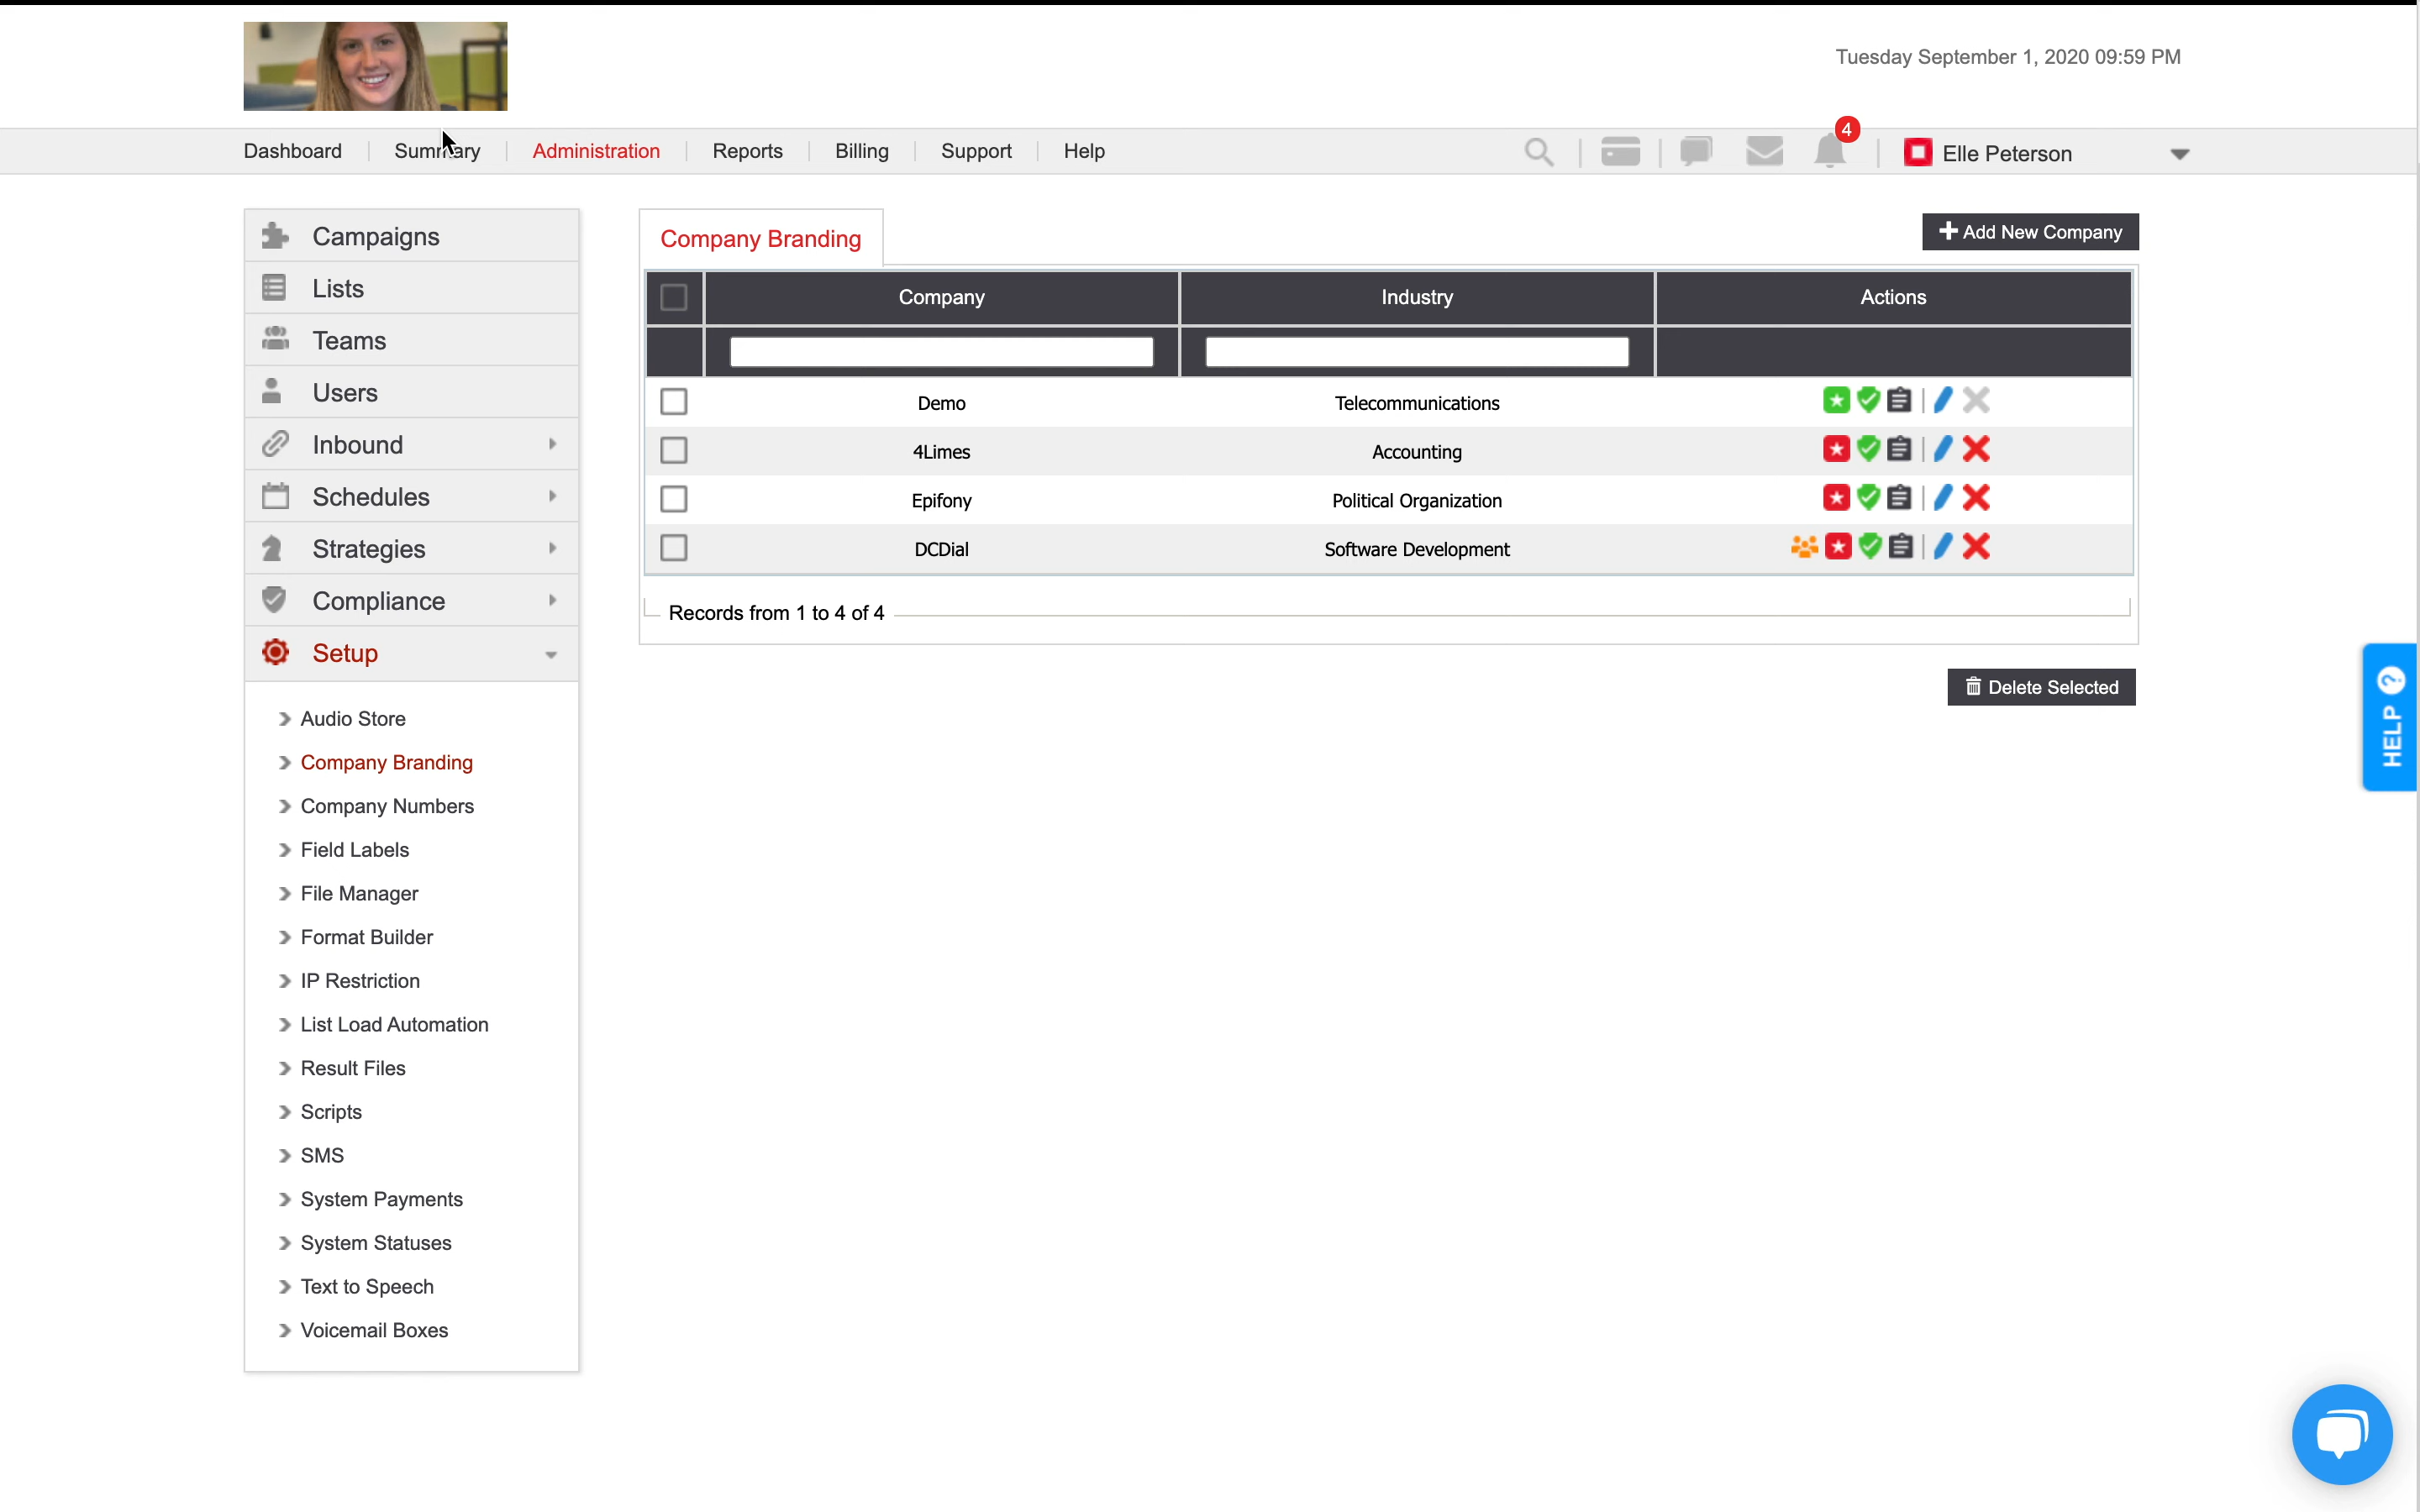 Tuesday September 1, 2020 09:59 PM
Dashboard Summary Administration Reports Billing Support Help 4 Elle Peterson
Campaigns
Lists
Teams
Users
Inbound
Schedules
Strategies
Compliance
Setup
Audio Store
Company Branding
Company Numbers
Field Labels
File Manager
Format Builder
IP Restriction
List Load Automation
Result Files
Scripts
SMS
System Payments
System Statuses
Text to Speech
Voicemail Boxes
Company Branding
Add New Company
Company Industry Actions
Demo Telecommunications
4Limes Accounting
Epifony Political Organization
DCDial Software Development
Records from 1 to 4 of 4
Delete Selected
HELP ?